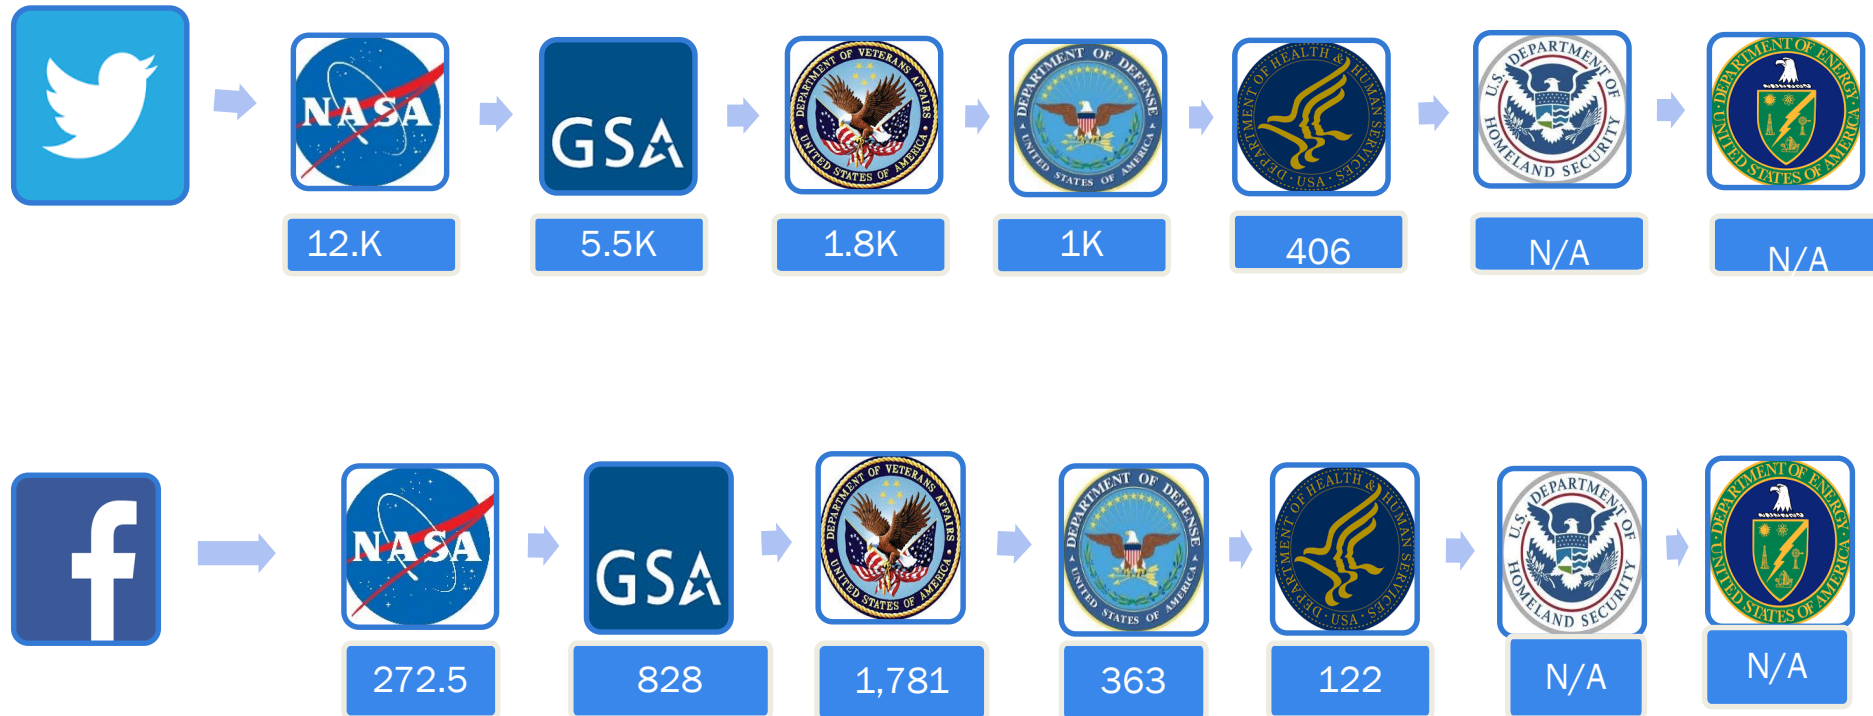 NASA
GSA
DEPARTMENT OF VETERANS AFFAIRS
UNITED STATES OF AMERICA
DEPARTMENT OF DEFENSE
UNITED STATES OF AMERICA
DEPARTMENT OF HEALTH & HUMAN SERVICES · USA
U.S. DEPARTMENT OF
HOMELAND SECURITY
DEPARTMENT OF ENERGY
UNITED STATES OF AMERICA
12.K
5.5K
1.8K
1K
406
N/A
N/A
f
NASA
GSA
DEPARTMENT OF VETERANS AFFAIRS
UNITED STATES OF AMERICA
DEPARTMENT OF DEFENSE
UNITED STATES OF AMERICA
DEPARTMENT OF HEALTH & HUMAN SERVICES · USA
U.S. DEPARTMENT OF
HOMELAND SECURITY
DEPARTMENT OF ENERGY
UNITED STATES OF AMERICA
272.5
828
1,781
363
122
N/A
N/A